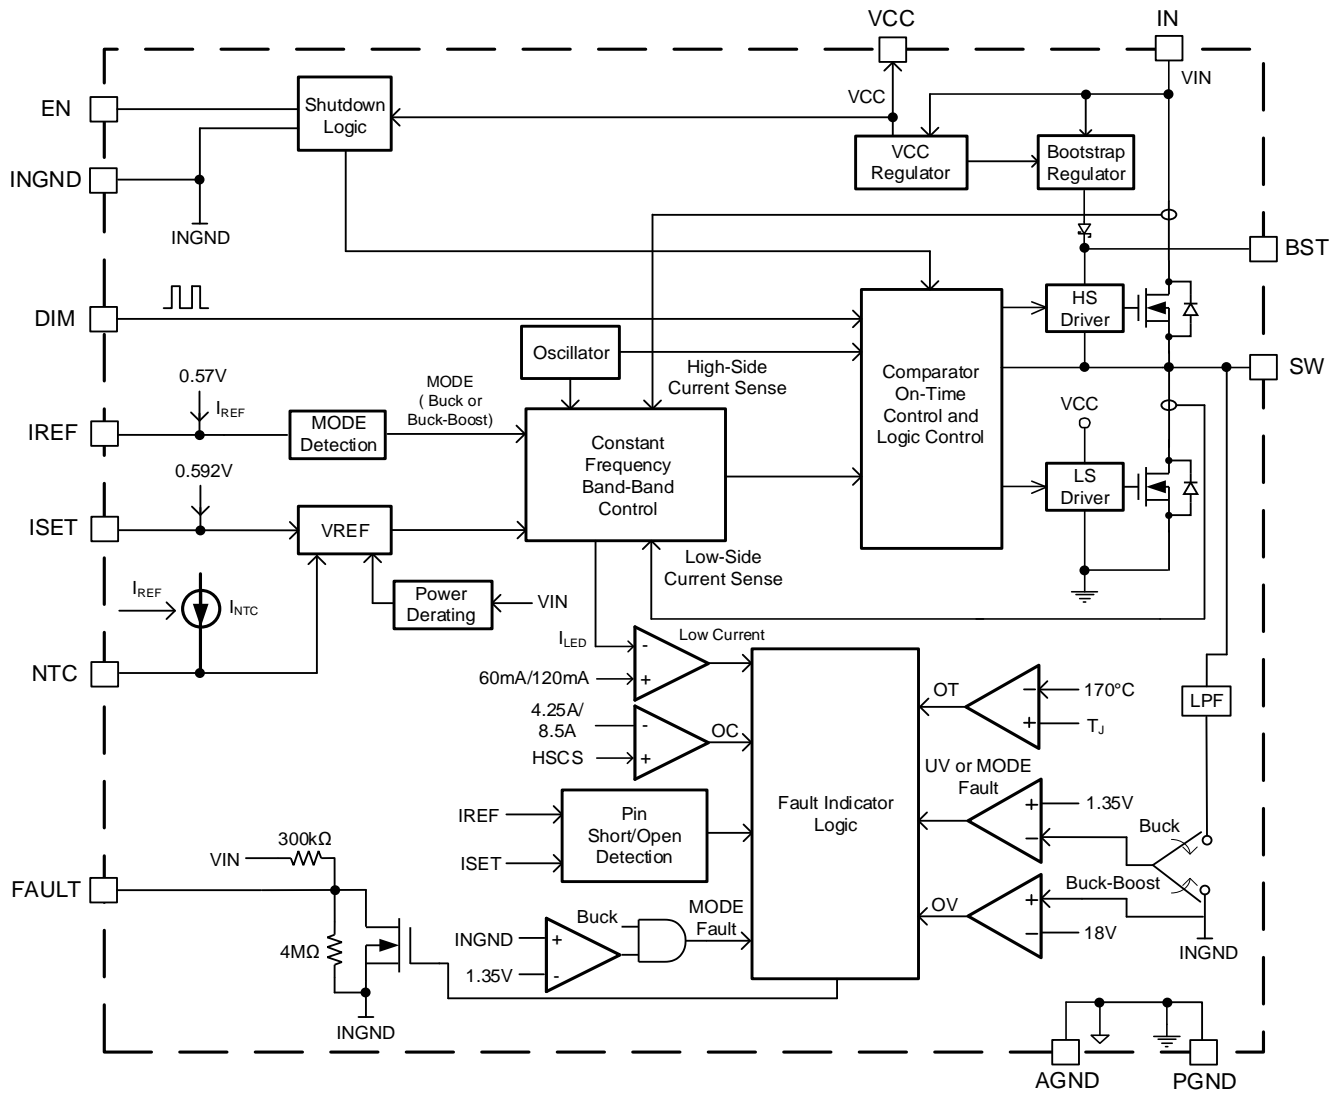 VCC
IN
VIN
EN
Shutdown
Logic
VCC
VCC
Regulator
Bootstrap
Regulator
INGND
INGND
BST
DIM
HS
Driver
Oscillator
High-Side
Current Sense
Comparator
On-Time
Control and
Logic Control
SW
0.57V
IREF
MODE
( Buck or
Buck-Boost)
VCC
IREF
MODE
Detection
Constant
Frequency
Band-Band
Control
0.592V
LS
Driver
ISET
VREF
Low-Side
Current Sense
IREF
INTC
Power
Derating
VIN
NTC
ILED
Low Current
-
+
60mA/120mA
4.25A/
8.5A
-
+
OC
HSCS
OT
−
+
170°C
TJ
LPF
UV or MODE
Fault
+
−
1.35V
Fault Indicator
Logic
IREF
ISET
Pin
Short/Open
Detection
Buck
Buck-Boost
300kΩ
VIN
FAULT
4MΩ
INGND
INGND
1.35V
+
-
Buck
MODE
Fault
OV
+
−
18V
INGND
AGND
PGND